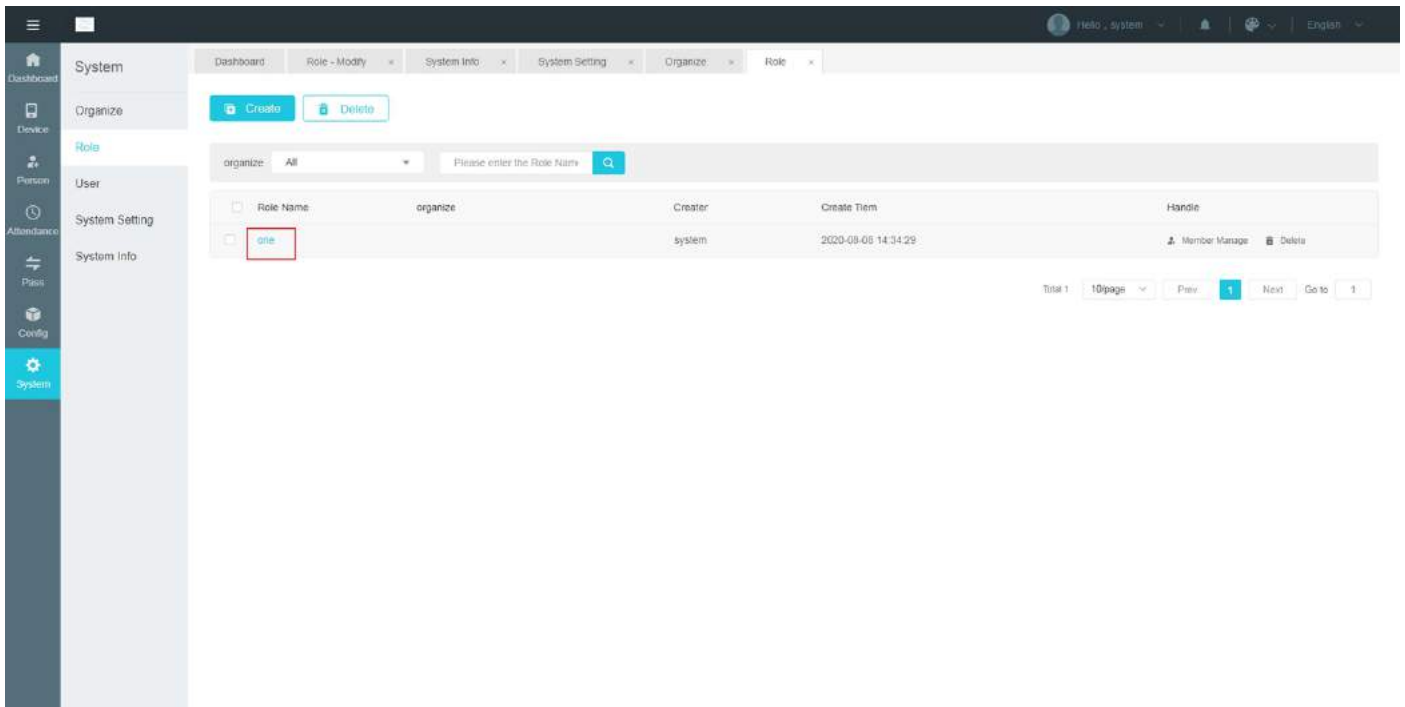 Hello , system
English
Dashboard
Device
Person
Attendance
Pass
Config
System
System
Organize
Role
User
System Setting
System Info
Dashboard
Role - Modify ×
System Info ×
System Setting ×
Organize ×
Role ×
Create
Delete
organize All
Please enter the Role Name
Role Name organize Creater Create Tiem Handle
one system 2020-08-06 14:34:29 Member Manage Delete
Total 1 10/page Prev 1 Next Go to 1